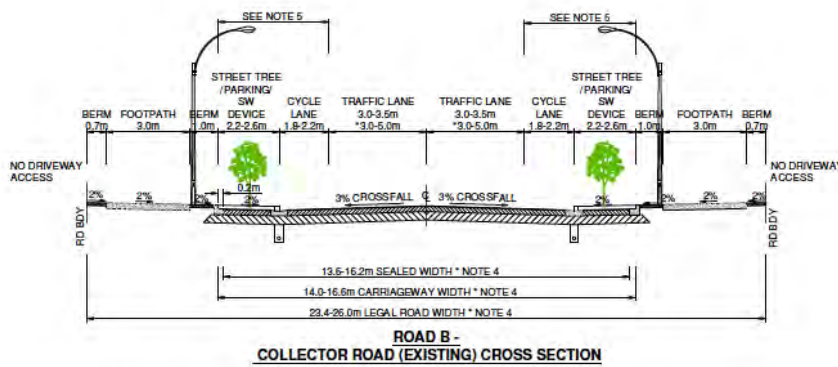 SEE NOTE 5
SEE NOTE 5
STREET TREE
/PARKING/
SW
DEVICE
2.2-2.6m
STREET TREE
/PARKING/
SW
DEVICE
2.2-2.6m
BERM
0.7m
FOOTPATH
3.0m
BERM
1.0m
CYCLE
LANE
1.8-2.2m
TRAFFIC LANE
3.0-3.5m
*3.0-5.0m
TRAFFIC LANE
3.0-3.5m
*3.0-5.0m
CYCLE
LANE
1.8-2.2m
BERM
1.0m
FOOTPATH
3.0m
BERM
0.7m
NO DRIVEWAY
ACCESS
NO DRIVEWAY
ACCESS
0.2m
2%
2%
2%
2%
3% CROSSFALL
℄
3% CROSSFALL
2%
2%
2%
2%
RD BDY
RD BDY
13.6-16.2m SEALED WIDTH * NOTE 4
14.0-16.6m CARRIAGEWAY WIDTH * NOTE 4
23.4-26.0m LEGAL ROAD WIDTH * NOTE 4
ROAD B -
COLLECTOR ROAD (EXISTING) CROSS SECTION